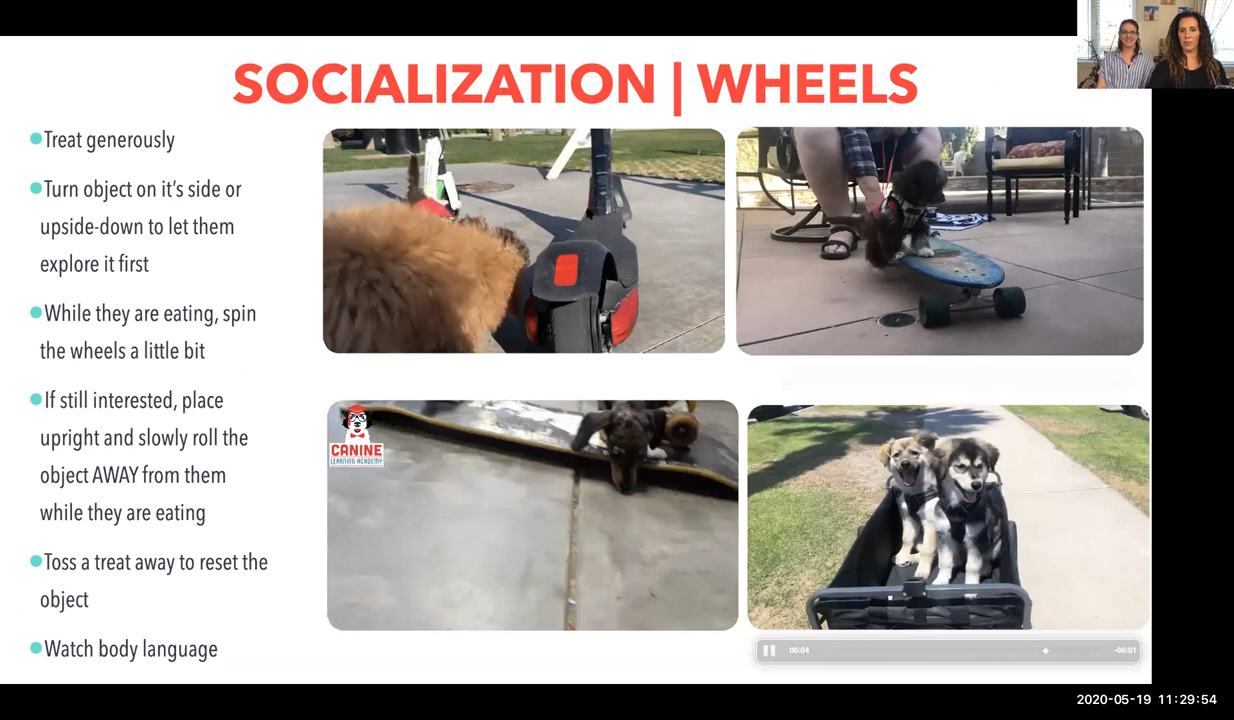 SOCIALIZATION | WHEELS
Treat generously
Turn object on it's side or
upside-down to let them
explore it first
While they are eating, spin
the wheels a little bit
If still interested, place
upright and slowly roll the
object AWAY from them
while they are eating
Toss a treat away to reset the
object
Watch body language
CANINE
LEARNING ACADEMY
00:04
-00:01
2020-05-19 11:29:54